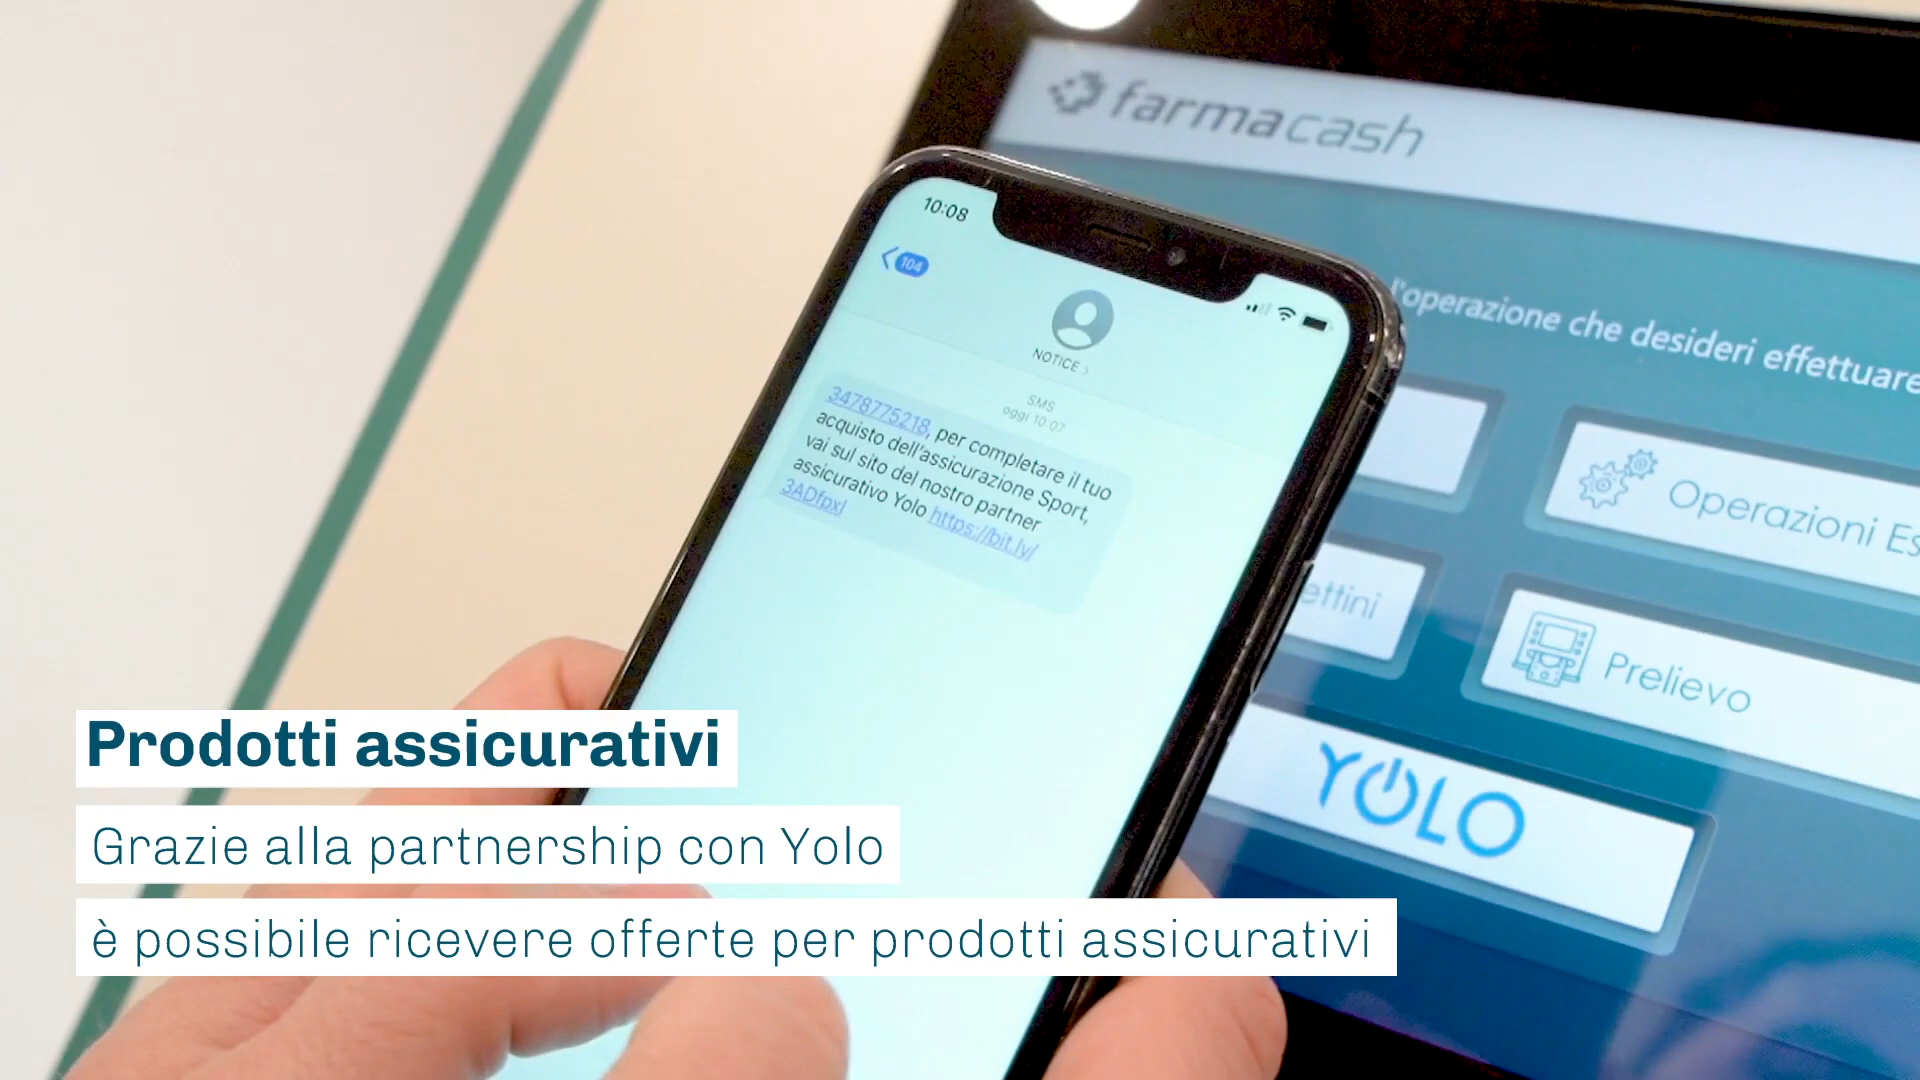 farmacash
10:08
104
NOTICE
l'operazione che desideri effettuare
SMS
oggi 10:07
3478775218, per completare il tuo
acquisto dell'assicurazione Sport,
vai sul sito del nostro partner
assicurativo Yolo https://bit.ly/
3ADfpxl
Operazioni Es
ettini
Prelievo
YOLO
Prodotti assicurativi
Grazie alla partnership con Yolo
è possibile ricevere offerte per prodotti assicurativi